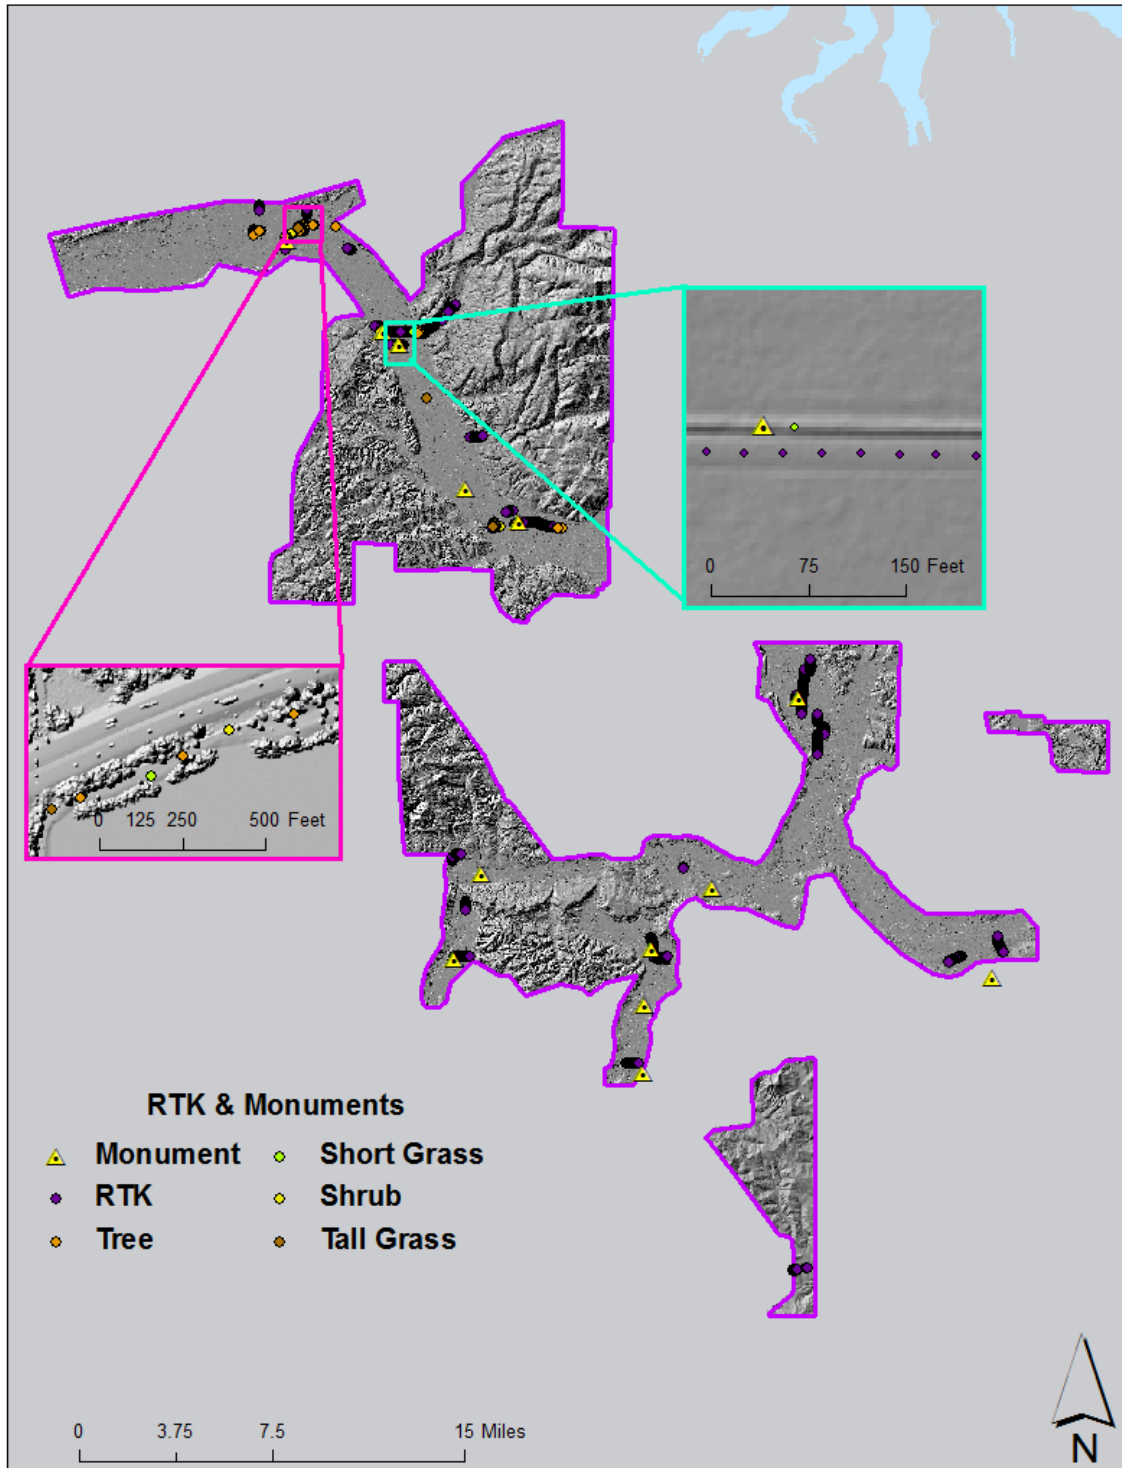 0 75 150 Feet
0 125 250 500 Feet
RTK & Monuments
Monument Short Grass
RTK Shrub
Tree Tall Grass
0 3.75 7.5 15 Miles
N